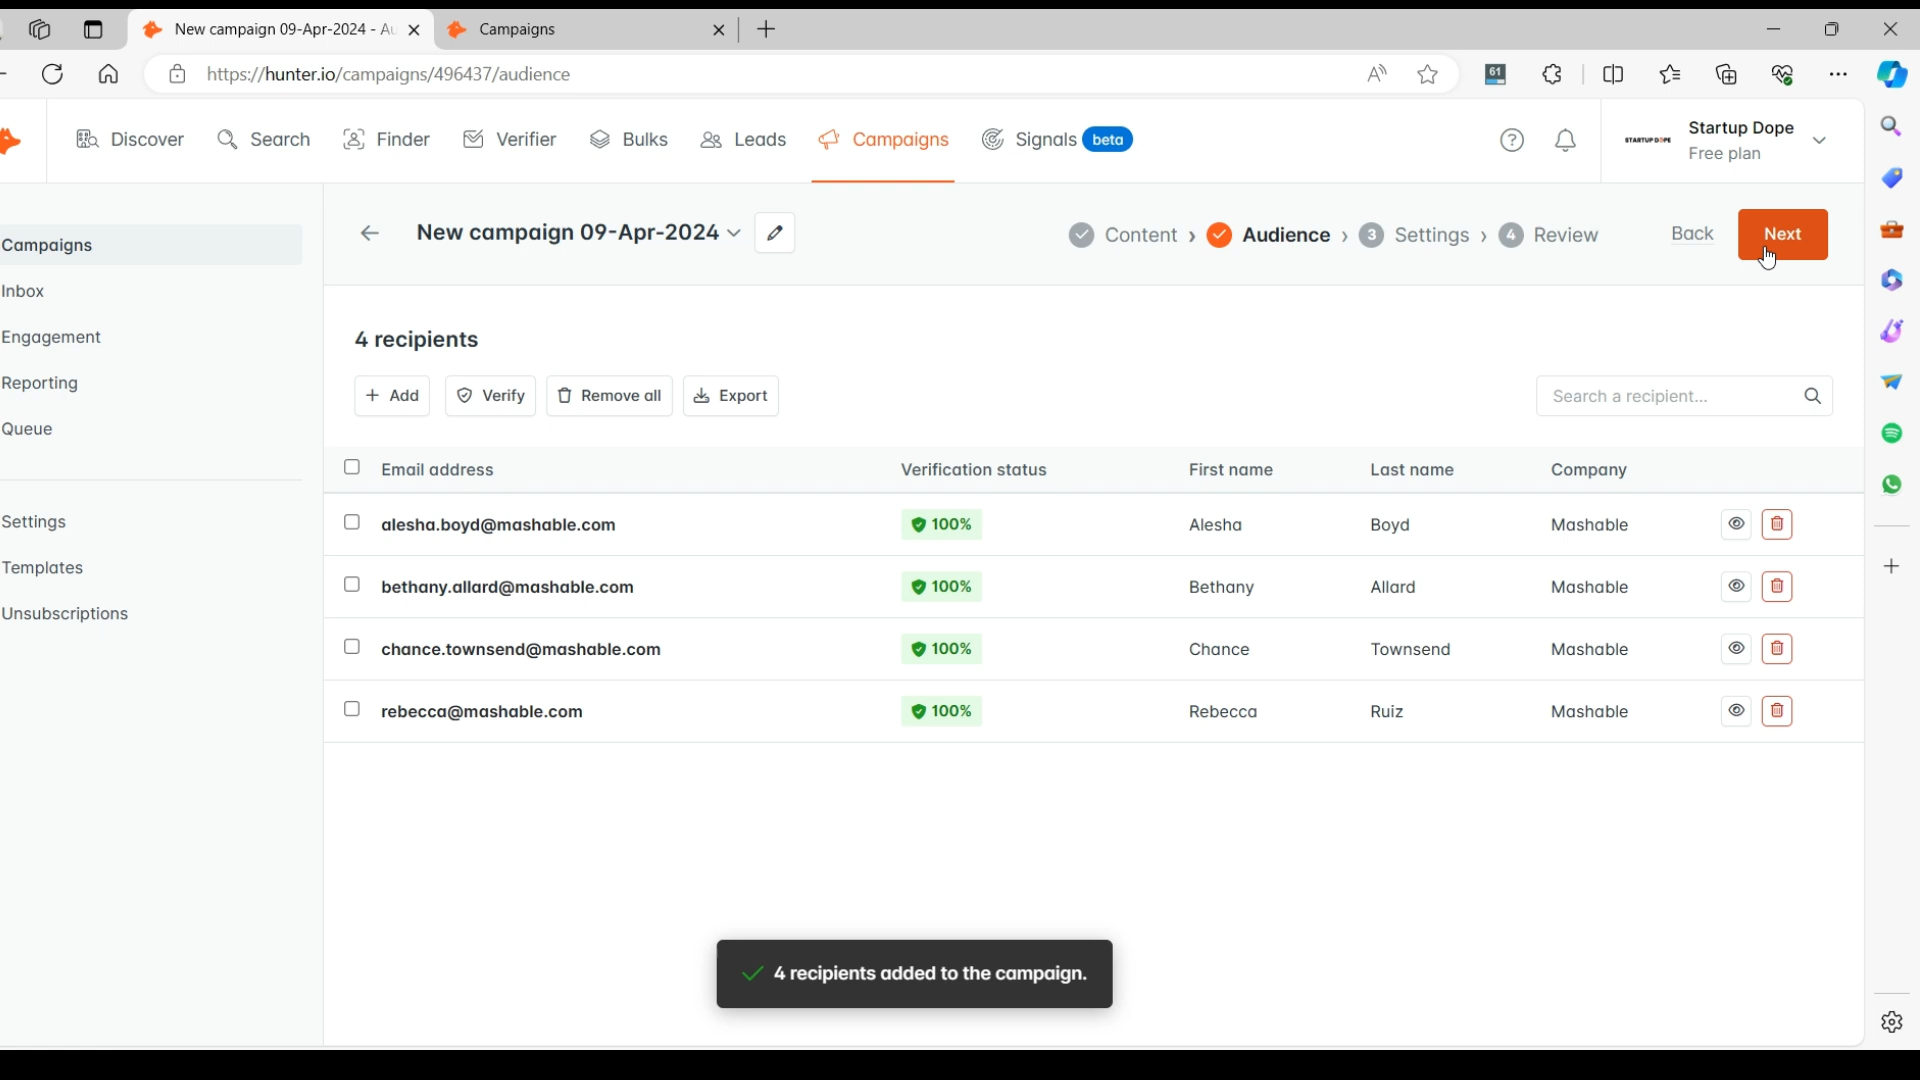 New campaign 09-Apr-2024 - Au
Campaigns
https://hunter.io/campaigns/496437/audience
61
Discover Search Finder Verifier Bulks Leads Campaigns Signals beta
STARTUP DOPE
Startup Dope
Free plan
Campaigns
Inbox
Engagement
Reporting
Queue
Settings
Templates
Unsubscriptions
New campaign 09-Apr-2024
Content › Audience › 3 Settings › 4 Review
Back Next
4 recipients
+ Add Verify Remove all Export
Search a recipient...
Email address Verification status First name Last name Company
alesha.boyd@mashable.com 100% Alesha Boyd Mashable
bethany.allard@mashable.com 100% Bethany Allard Mashable
chance.townsend@mashable.com 100% Chance Townsend Mashable
rebecca@mashable.com 100% Rebecca Ruiz Mashable
4 recipients added to the campaign.